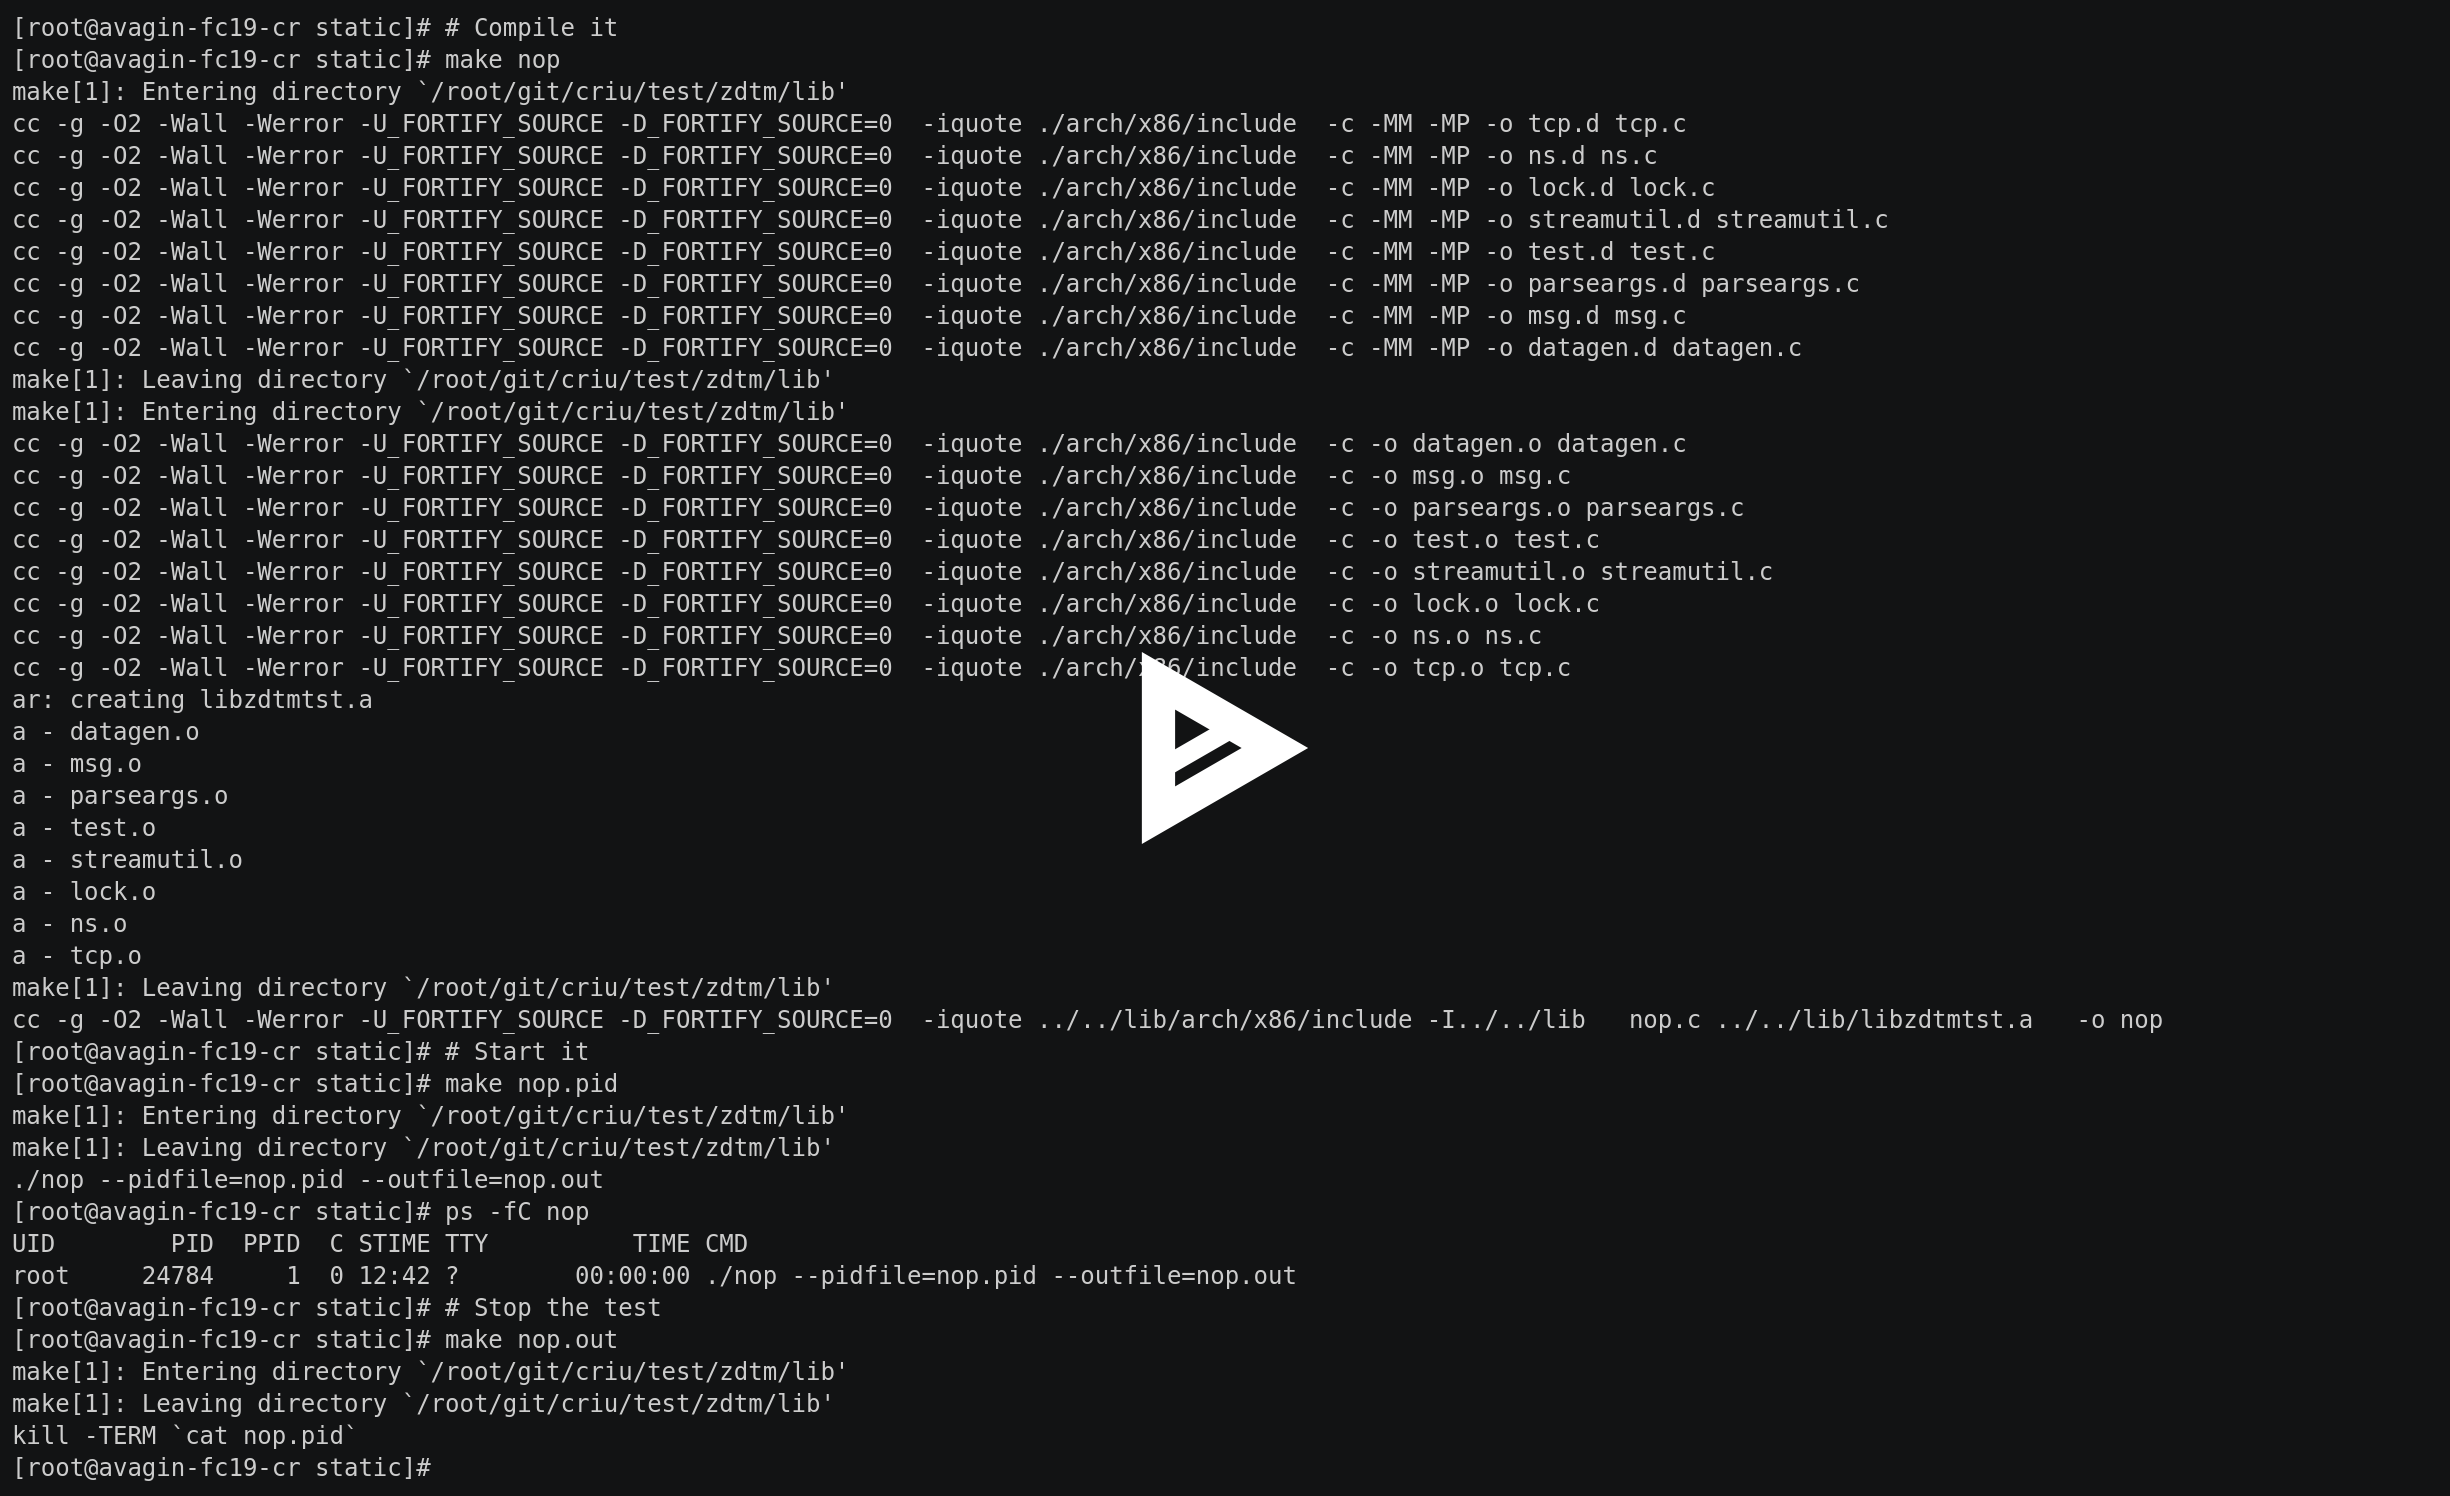 [root@avagin-fc19-cr static]# # Compile it
[root@avagin-fc19-cr static]# make nop
make[1]: Entering directory `/root/git/criu/test/zdtm/lib'
cc -g -O2 -Wall -Werror -U_FORTIFY_SOURCE -D_FORTIFY_SOURCE=0  -iquote ./arch/x86/include  -c -MM -MP -o tcp.d tcp.c
cc -g -O2 -Wall -Werror -U_FORTIFY_SOURCE -D_FORTIFY_SOURCE=0  -iquote ./arch/x86/include  -c -MM -MP -o ns.d ns.c
cc -g -O2 -Wall -Werror -U_FORTIFY_SOURCE -D_FORTIFY_SOURCE=0  -iquote ./arch/x86/include  -c -MM -MP -o lock.d lock.c
cc -g -O2 -Wall -Werror -U_FORTIFY_SOURCE -D_FORTIFY_SOURCE=0  -iquote ./arch/x86/include  -c -MM -MP -o streamutil.d streamutil.c
cc -g -O2 -Wall -Werror -U_FORTIFY_SOURCE -D_FORTIFY_SOURCE=0  -iquote ./arch/x86/include  -c -MM -MP -o test.d test.c
cc -g -O2 -Wall -Werror -U_FORTIFY_SOURCE -D_FORTIFY_SOURCE=0  -iquote ./arch/x86/include  -c -MM -MP -o parseargs.d parseargs.c
cc -g -O2 -Wall -Werror -U_FORTIFY_SOURCE -D_FORTIFY_SOURCE=0  -iquote ./arch/x86/include  -c -MM -MP -o msg.d msg.c
cc -g -O2 -Wall -Werror -U_FORTIFY_SOURCE -D_FORTIFY_SOURCE=0  -iquote ./arch/x86/include  -c -MM -MP -o datagen.d datagen.c
make[1]: Leaving directory `/root/git/criu/test/zdtm/lib'
make[1]: Entering directory `/root/git/criu/test/zdtm/lib'
cc -g -O2 -Wall -Werror -U_FORTIFY_SOURCE -D_FORTIFY_SOURCE=0  -iquote ./arch/x86/include  -c -o datagen.o datagen.c
cc -g -O2 -Wall -Werror -U_FORTIFY_SOURCE -D_FORTIFY_SOURCE=0  -iquote ./arch/x86/include  -c -o msg.o msg.c
cc -g -O2 -Wall -Werror -U_FORTIFY_SOURCE -D_FORTIFY_SOURCE=0  -iquote ./arch/x86/include  -c -o parseargs.o parseargs.c
cc -g -O2 -Wall -Werror -U_FORTIFY_SOURCE -D_FORTIFY_SOURCE=0  -iquote ./arch/x86/include  -c -o test.o test.c
cc -g -O2 -Wall -Werror -U_FORTIFY_SOURCE -D_FORTIFY_SOURCE=0  -iquote ./arch/x86/include  -c -o streamutil.o streamutil.c
cc -g -O2 -Wall -Werror -U_FORTIFY_SOURCE -D_FORTIFY_SOURCE=0  -iquote ./arch/x86/include  -c -o lock.o lock.c
cc -g -O2 -Wall -Werror -U_FORTIFY_SOURCE -D_FORTIFY_SOURCE=0  -iquote ./arch/x86/include  -c -o ns.o ns.c
cc -g -O2 -Wall -Werror -U_FORTIFY_SOURCE -D_FORTIFY_SOURCE=0  -iquote ./arch/x86/include  -c -o tcp.o tcp.c
ar: creating libzdtmtst.a
a - datagen.o
a - msg.o
a - parseargs.o
a - test.o
a - streamutil.o
a - lock.o
a - ns.o
a - tcp.o
make[1]: Leaving directory `/root/git/criu/test/zdtm/lib'
cc -g -O2 -Wall -Werror -U_FORTIFY_SOURCE -D_FORTIFY_SOURCE=0  -iquote ../../lib/arch/x86/include -I../../lib   nop.c ../../lib/libzdtmtst.a   -o nop
[root@avagin-fc19-cr static]# # Start it
[root@avagin-fc19-cr static]# make nop.pid
make[1]: Entering directory `/root/git/criu/test/zdtm/lib'
make[1]: Leaving directory `/root/git/criu/test/zdtm/lib'
./nop --pidfile=nop.pid --outfile=nop.out
[root@avagin-fc19-cr static]# ps -fC nop
UID        PID  PPID  C STIME TTY          TIME CMD
root     24784     1  0 12:42 ?        00:00:00 ./nop --pidfile=nop.pid --outfile=nop.out
[root@avagin-fc19-cr static]# # Stop the test
[root@avagin-fc19-cr static]# make nop.out
make[1]: Entering directory `/root/git/criu/test/zdtm/lib'
make[1]: Leaving directory `/root/git/criu/test/zdtm/lib'
kill -TERM `cat nop.pid`
[root@avagin-fc19-cr static]#